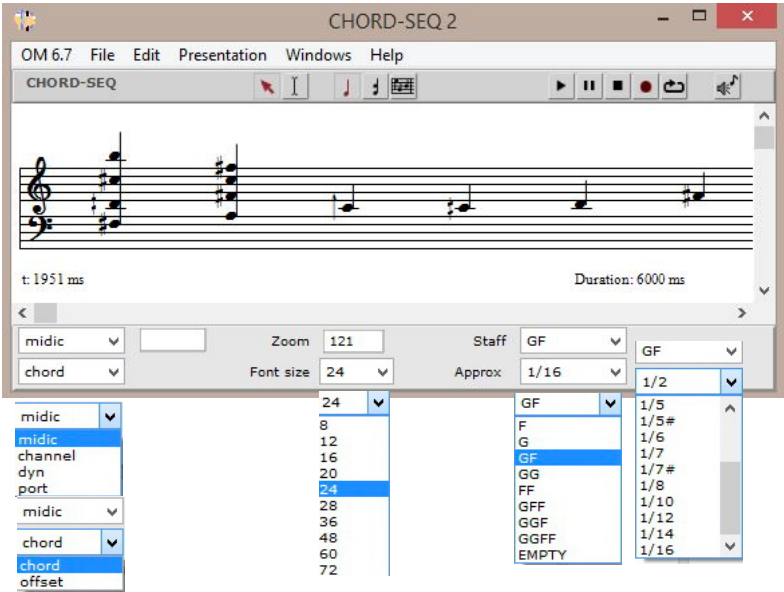 CHORD-SEQ 2
OM 6.7 File Edit Presentation Windows Help
CHORD-SEQ
t: 1951 ms Duration: 6000 ms
midic Zoom 121 Staff GF
chord Font size 24 Approx 1/16
GF
1/2
midic
midic
channel
dyn
port
midic
chord
chord
offset
24
8
12
16
20
24
28
36
48
60
72
GF
F
G
GF
GG
FF
GFF
GGF
GGFF
EMPTY
1/5
1/5#
1/6
1/7
1/7#
1/8
1/10
1/12
1/14
1/16